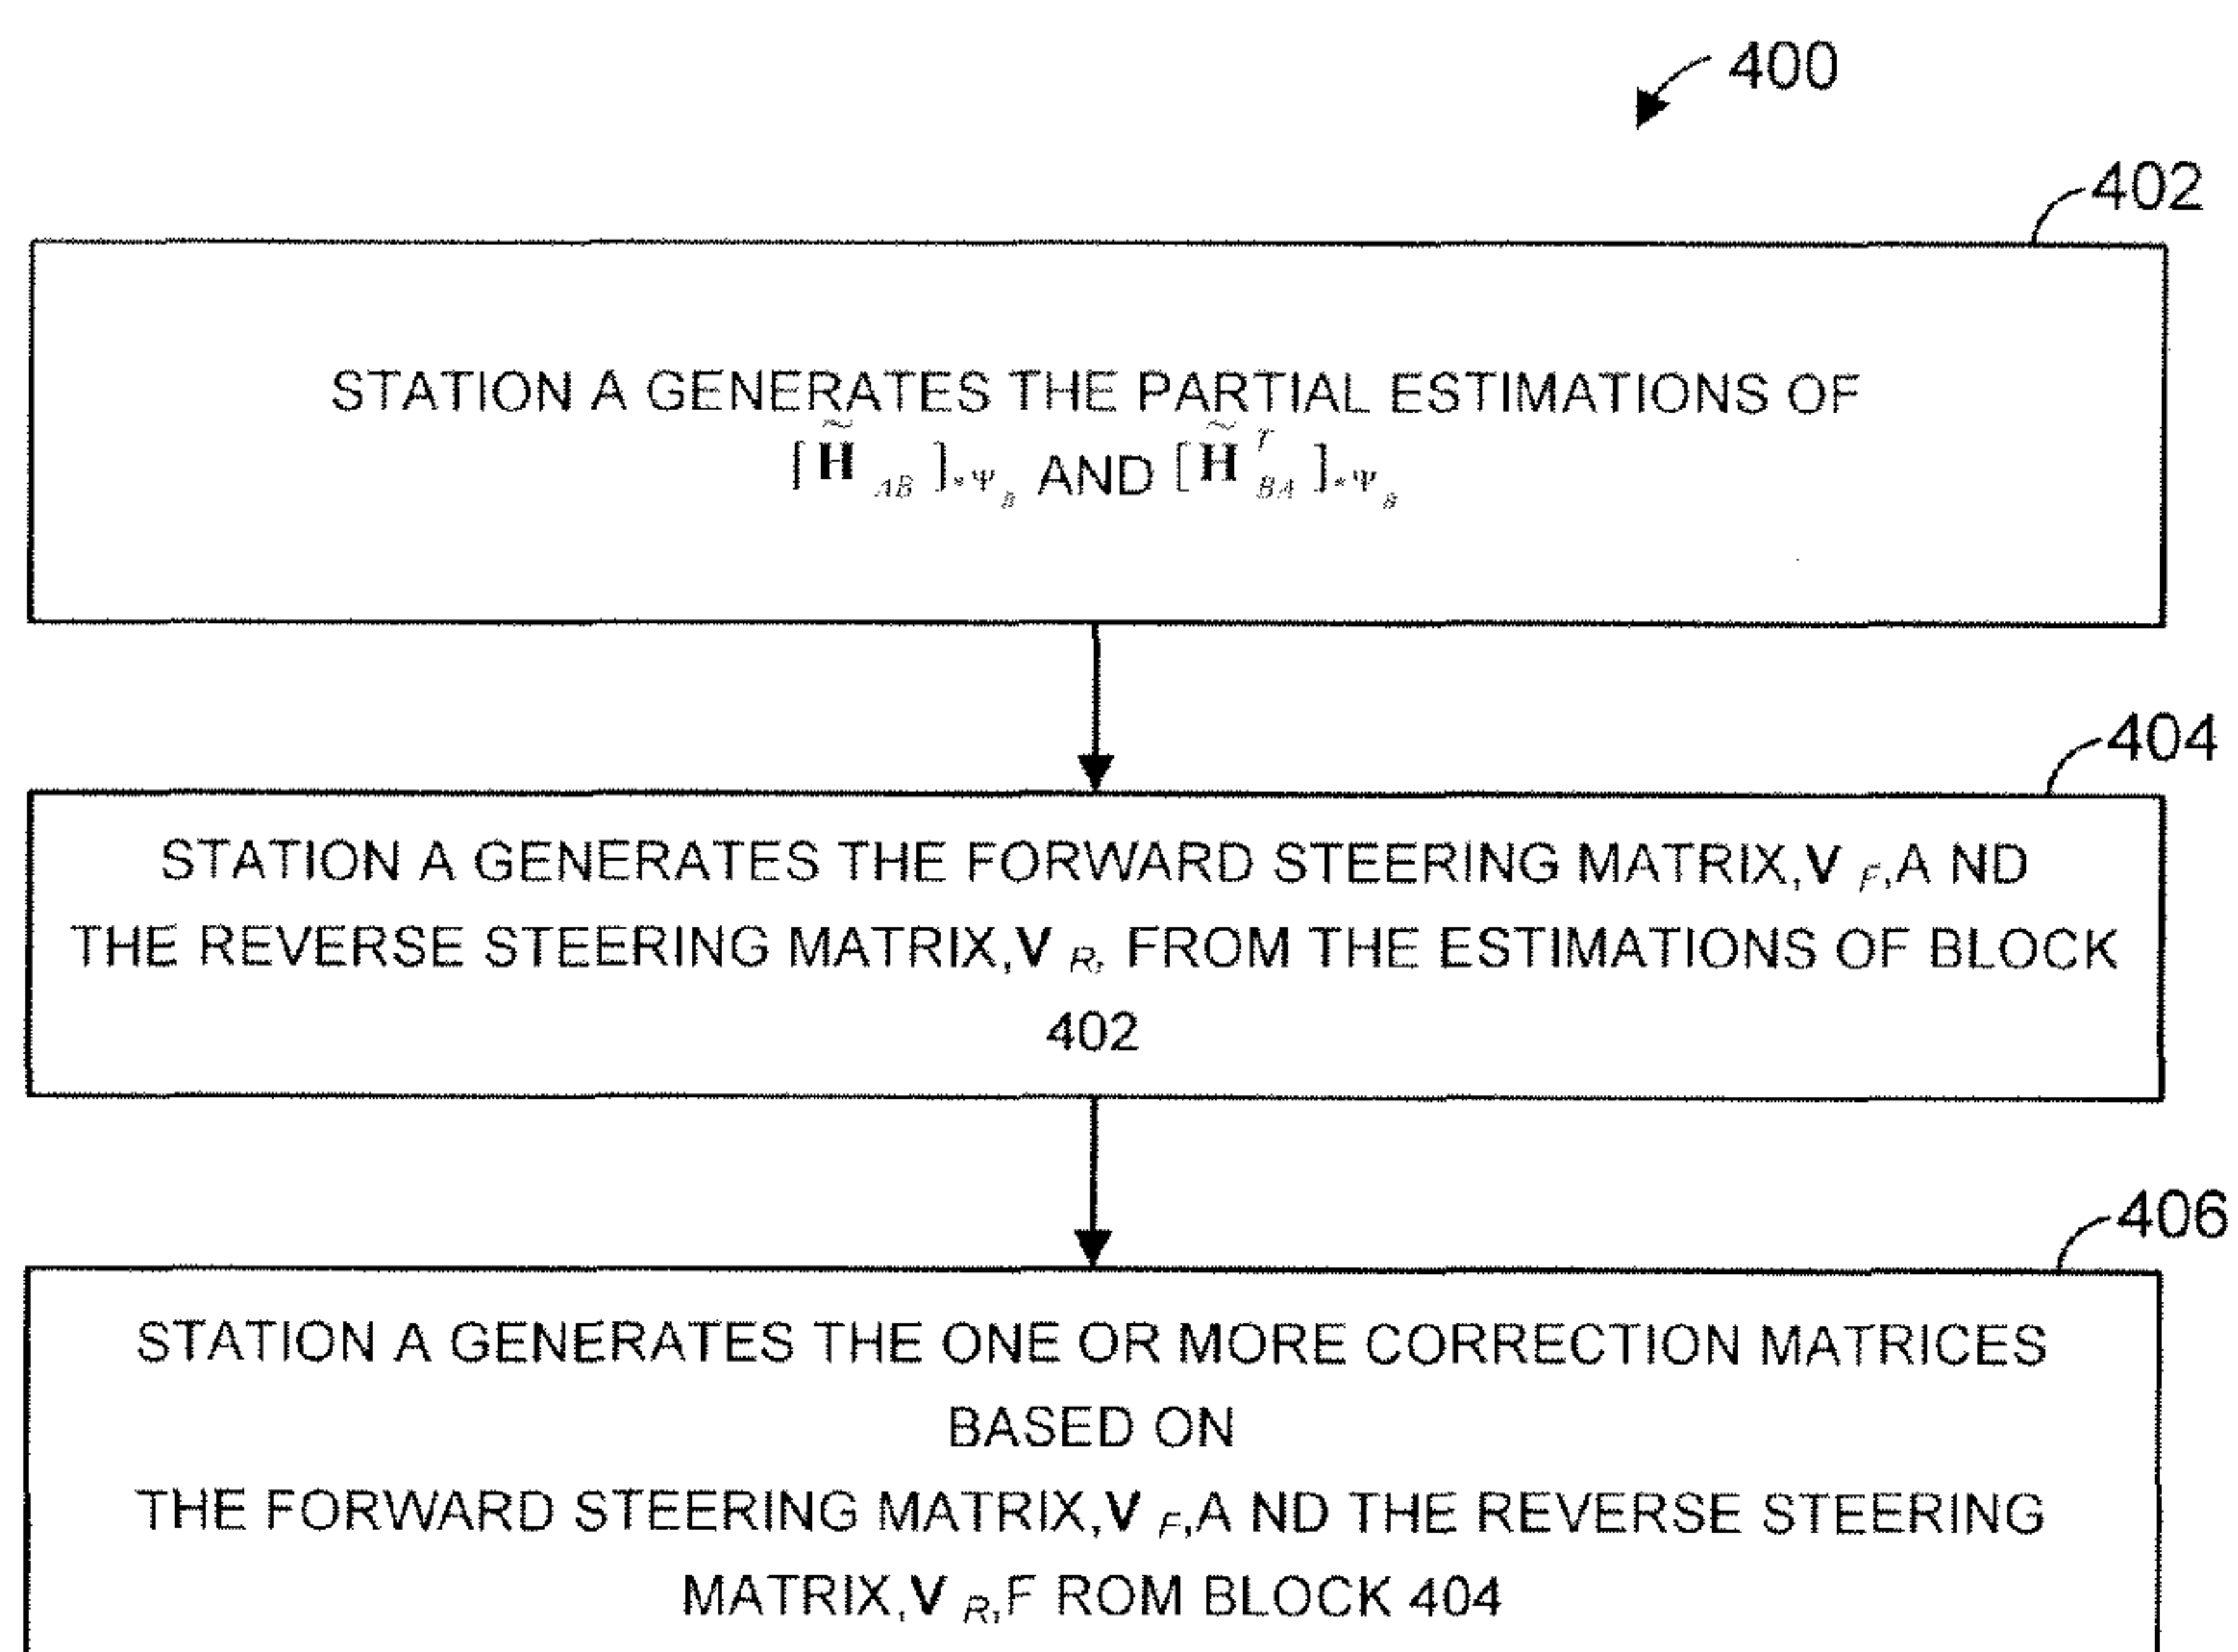 400
402
STATION A GENERATES THE PARTIAL ESTIMATIONS OF
[H̃ AB ]*Ψ B AND [H̃ T BA ]*Ψ B
404
STATION A GENERATES THE FORWARD STEERING MATRIX,V F,A ND
THE REVERSE STEERING MATRIX,V R, FROM THE ESTIMATIONS OF BLOCK
402
406
STATION A GENERATES THE ONE OR MORE CORRECTION MATRICES
BASED ON
THE FORWARD STEERING MATRIX,V F,A ND THE REVERSE STEERING
MATRIX,V R,F ROM BLOCK 404